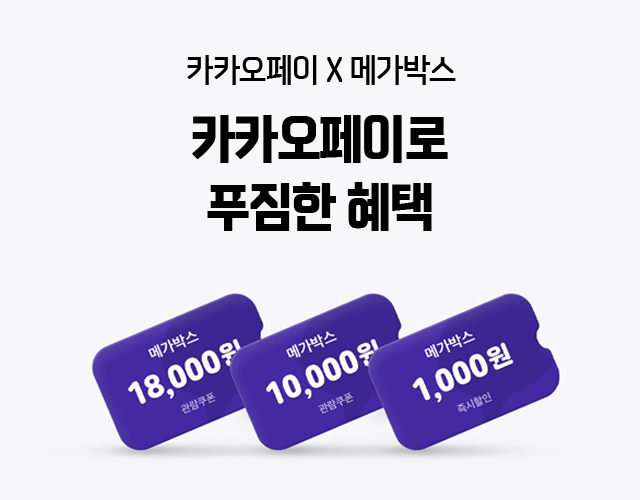 카카오페이 X 메가박스
카카오페이로
푸짐한 혜택
메가박스
18,000원
관람쿠폰
메가박스
10,000원
관람쿠폰
메가박스
1,000원
즉시할인